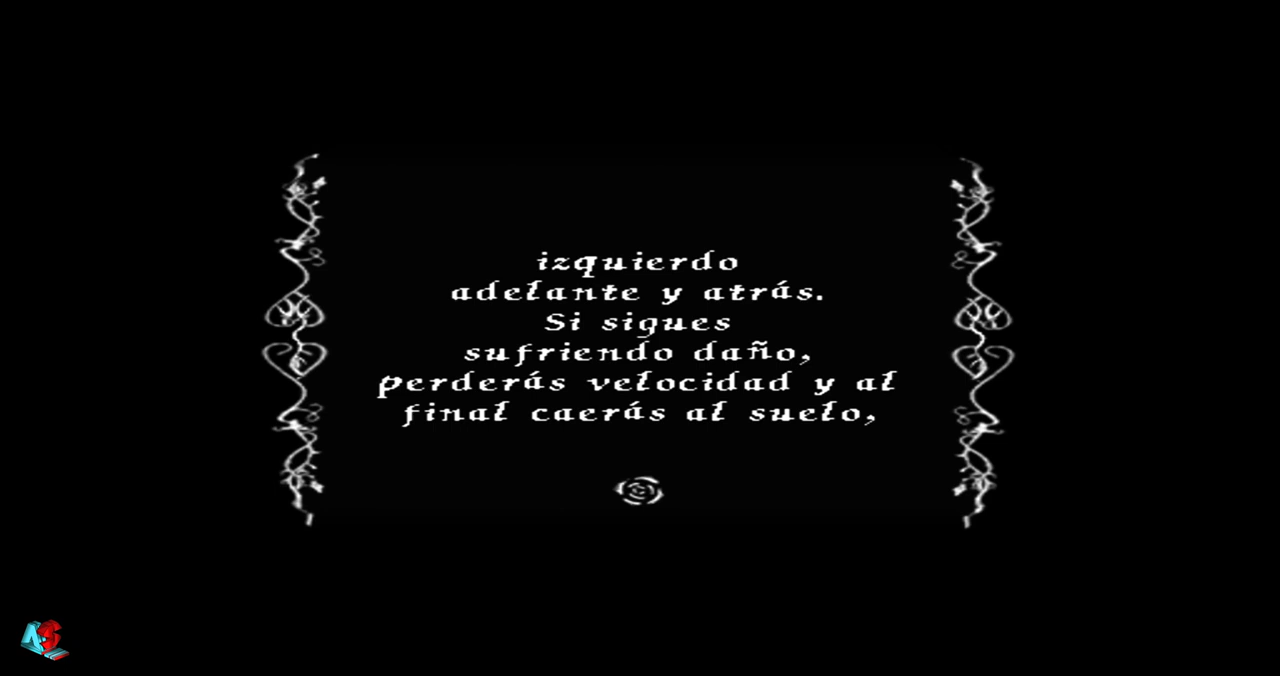 izquierdo
adelante y atrás.
Si sigues
sufriendo daño,
perderás velocidad y al
final caerás al suelo,